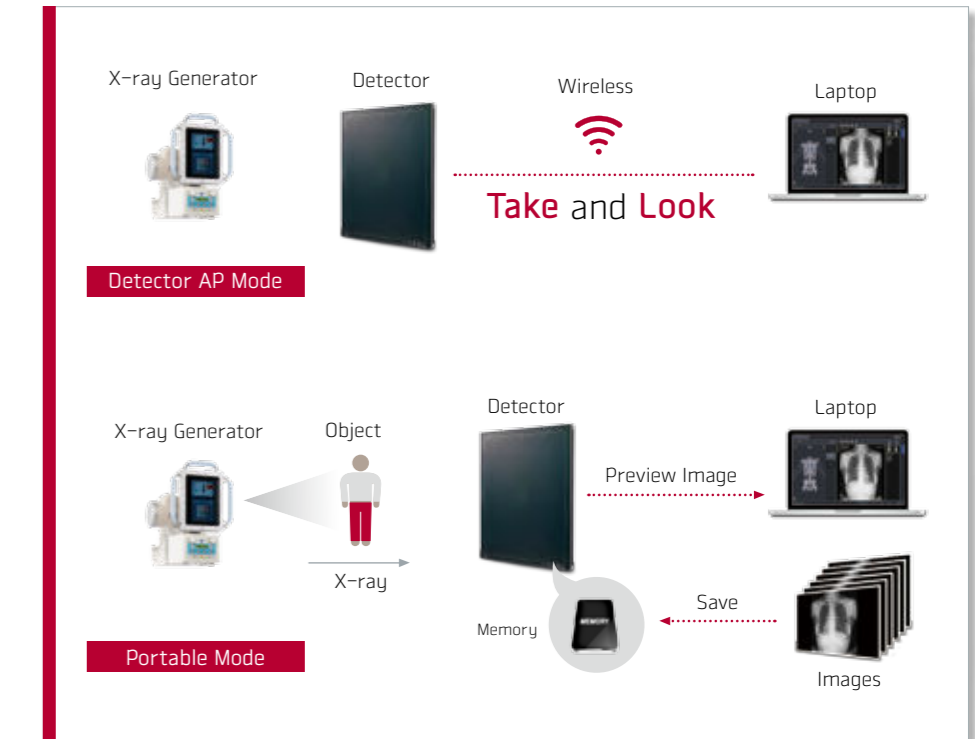 X-ray Generator
Detector
Wireless
Laptop
Take and Look
Detector AP Mode
X-ray Generator
Object
Detector
Laptop
Preview Image
X-ray
Memory
MEMORY
Save
Images
Portable Mode